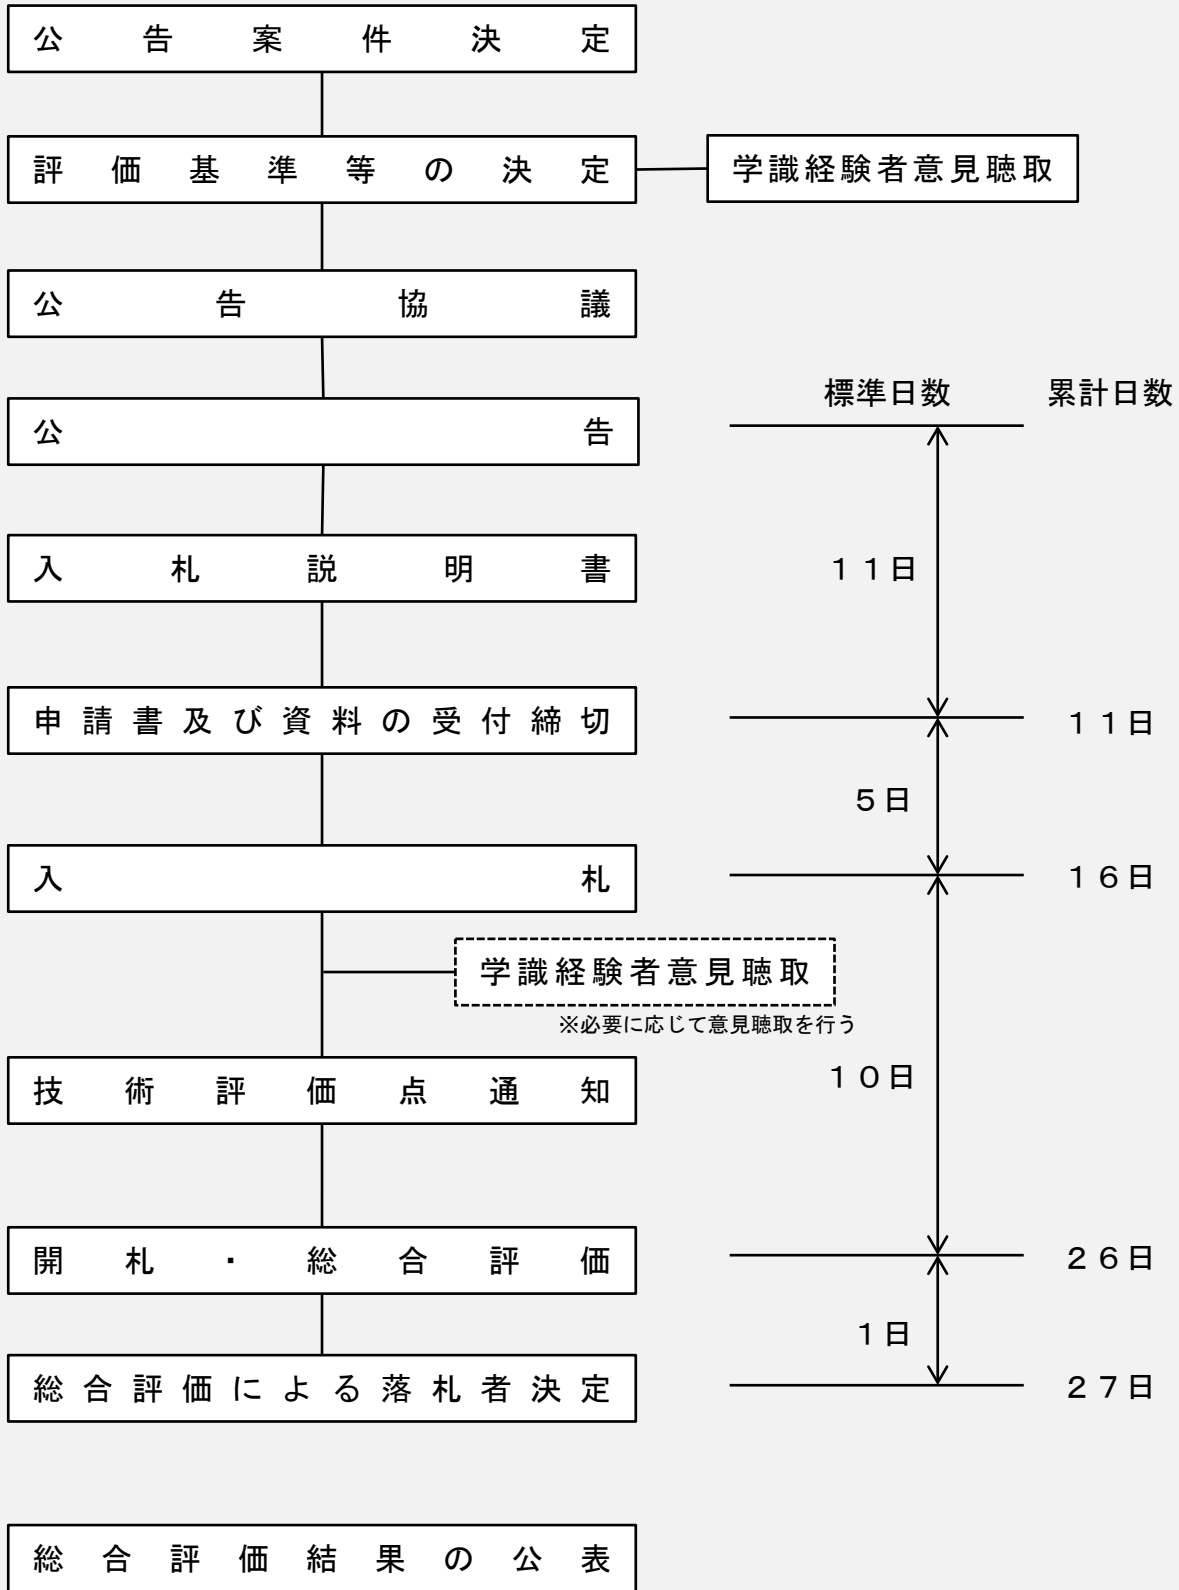 公告案件決定
評価基準等の決定
学識経験者意見聴取
公告協議
標準日数
累計日数
公告
入札説明書
１１日
申請書及び資料の受付締切
１１日
５日
入札
１６日
学識経験者意見聴取
※必要に応じて意見聴取を行う
技術評価点通知
１０日
開札・総合評価
２６日
１日
総合評価による落札者決定
２７日
総合評価結果の公表